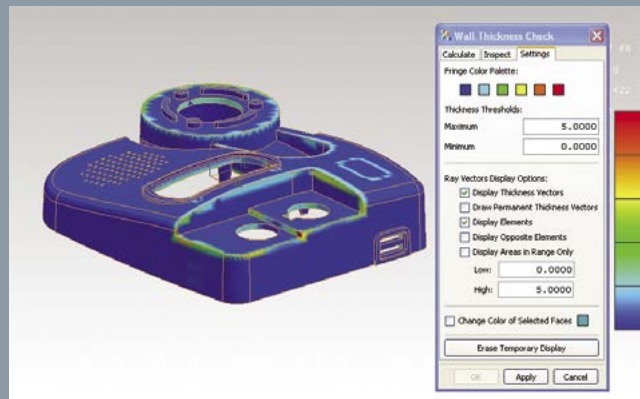 Wall Thickness Check
Calculate Inspect Settings
Fringe Color Palette:
Thickness Thresholds:
Maximum 5.0000
Minimum 0.0000
Ray Vectors Display Options:
Display Thickness Vectors
Draw Permanent Thickness Vectors
Display Elements
Display Opposite Elements
Display Areas in Range Only
Low: 0.0000
High: 5.0000
Change Color of Selected Faces
Erase Temporary Display
OK Apply Cancel